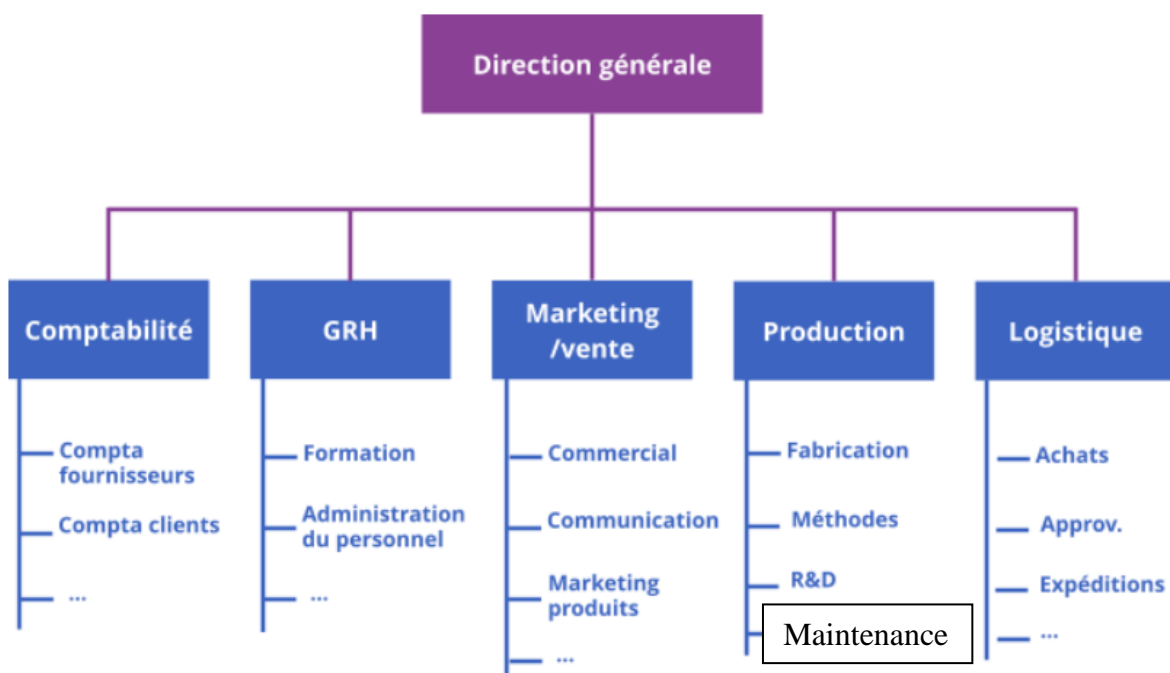 Direction générale
Comptabilité
GRH
Marketing
/vente
Production
Logistique
Compta
fournisseurs
Compta clients
...
Formation
Administration
du personnel
...
Commercial
Communication
Marketing
produits
...
Fabrication
Méthodes
R&D
Maintenance
Achats
Approv.
Expéditions
...